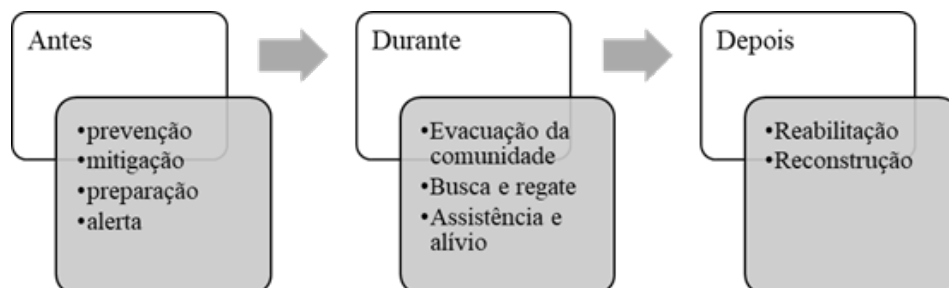 Antes
•prevenção
•mitigação
•preparação
•alerta
Durante
•Evacuação da
comunidade
•Busca e regate
•Assistência e
alívio
Depois
•Reabilitação
•Reconstrução